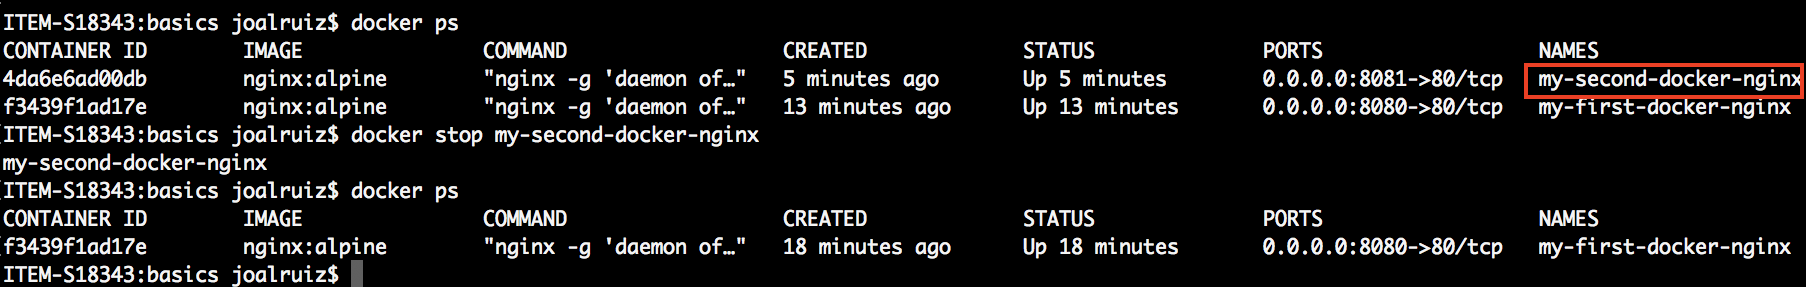 ITEM-S18343:basics joalruiz$ docker ps
CONTAINER ID        IMAGE               COMMAND                  CREATED             STATUS              PORTS                  NAMES
4da6e6ad00db        nginx:alpine        "nginx -g 'daemon of…"   5 minutes ago       Up 5 minutes        0.0.0.0:8081->80/tcp   my-second-docker-nginx
f3439f1ad17e        nginx:alpine        "nginx -g 'daemon of…"   13 minutes ago      Up 13 minutes       0.0.0.0:8080->80/tcp   my-first-docker-nginx
ITEM-S18343:basics joalruiz$ docker stop my-second-docker-nginx
my-second-docker-nginx
ITEM-S18343:basics joalruiz$ docker ps
CONTAINER ID        IMAGE               COMMAND                  CREATED             STATUS              PORTS                  NAMES
f3439f1ad17e        nginx:alpine        "nginx -g 'daemon of…"   18 minutes ago      Up 18 minutes       0.0.0.0:8080->80/tcp   my-first-docker-nginx
ITEM-S18343:basics joalruiz$